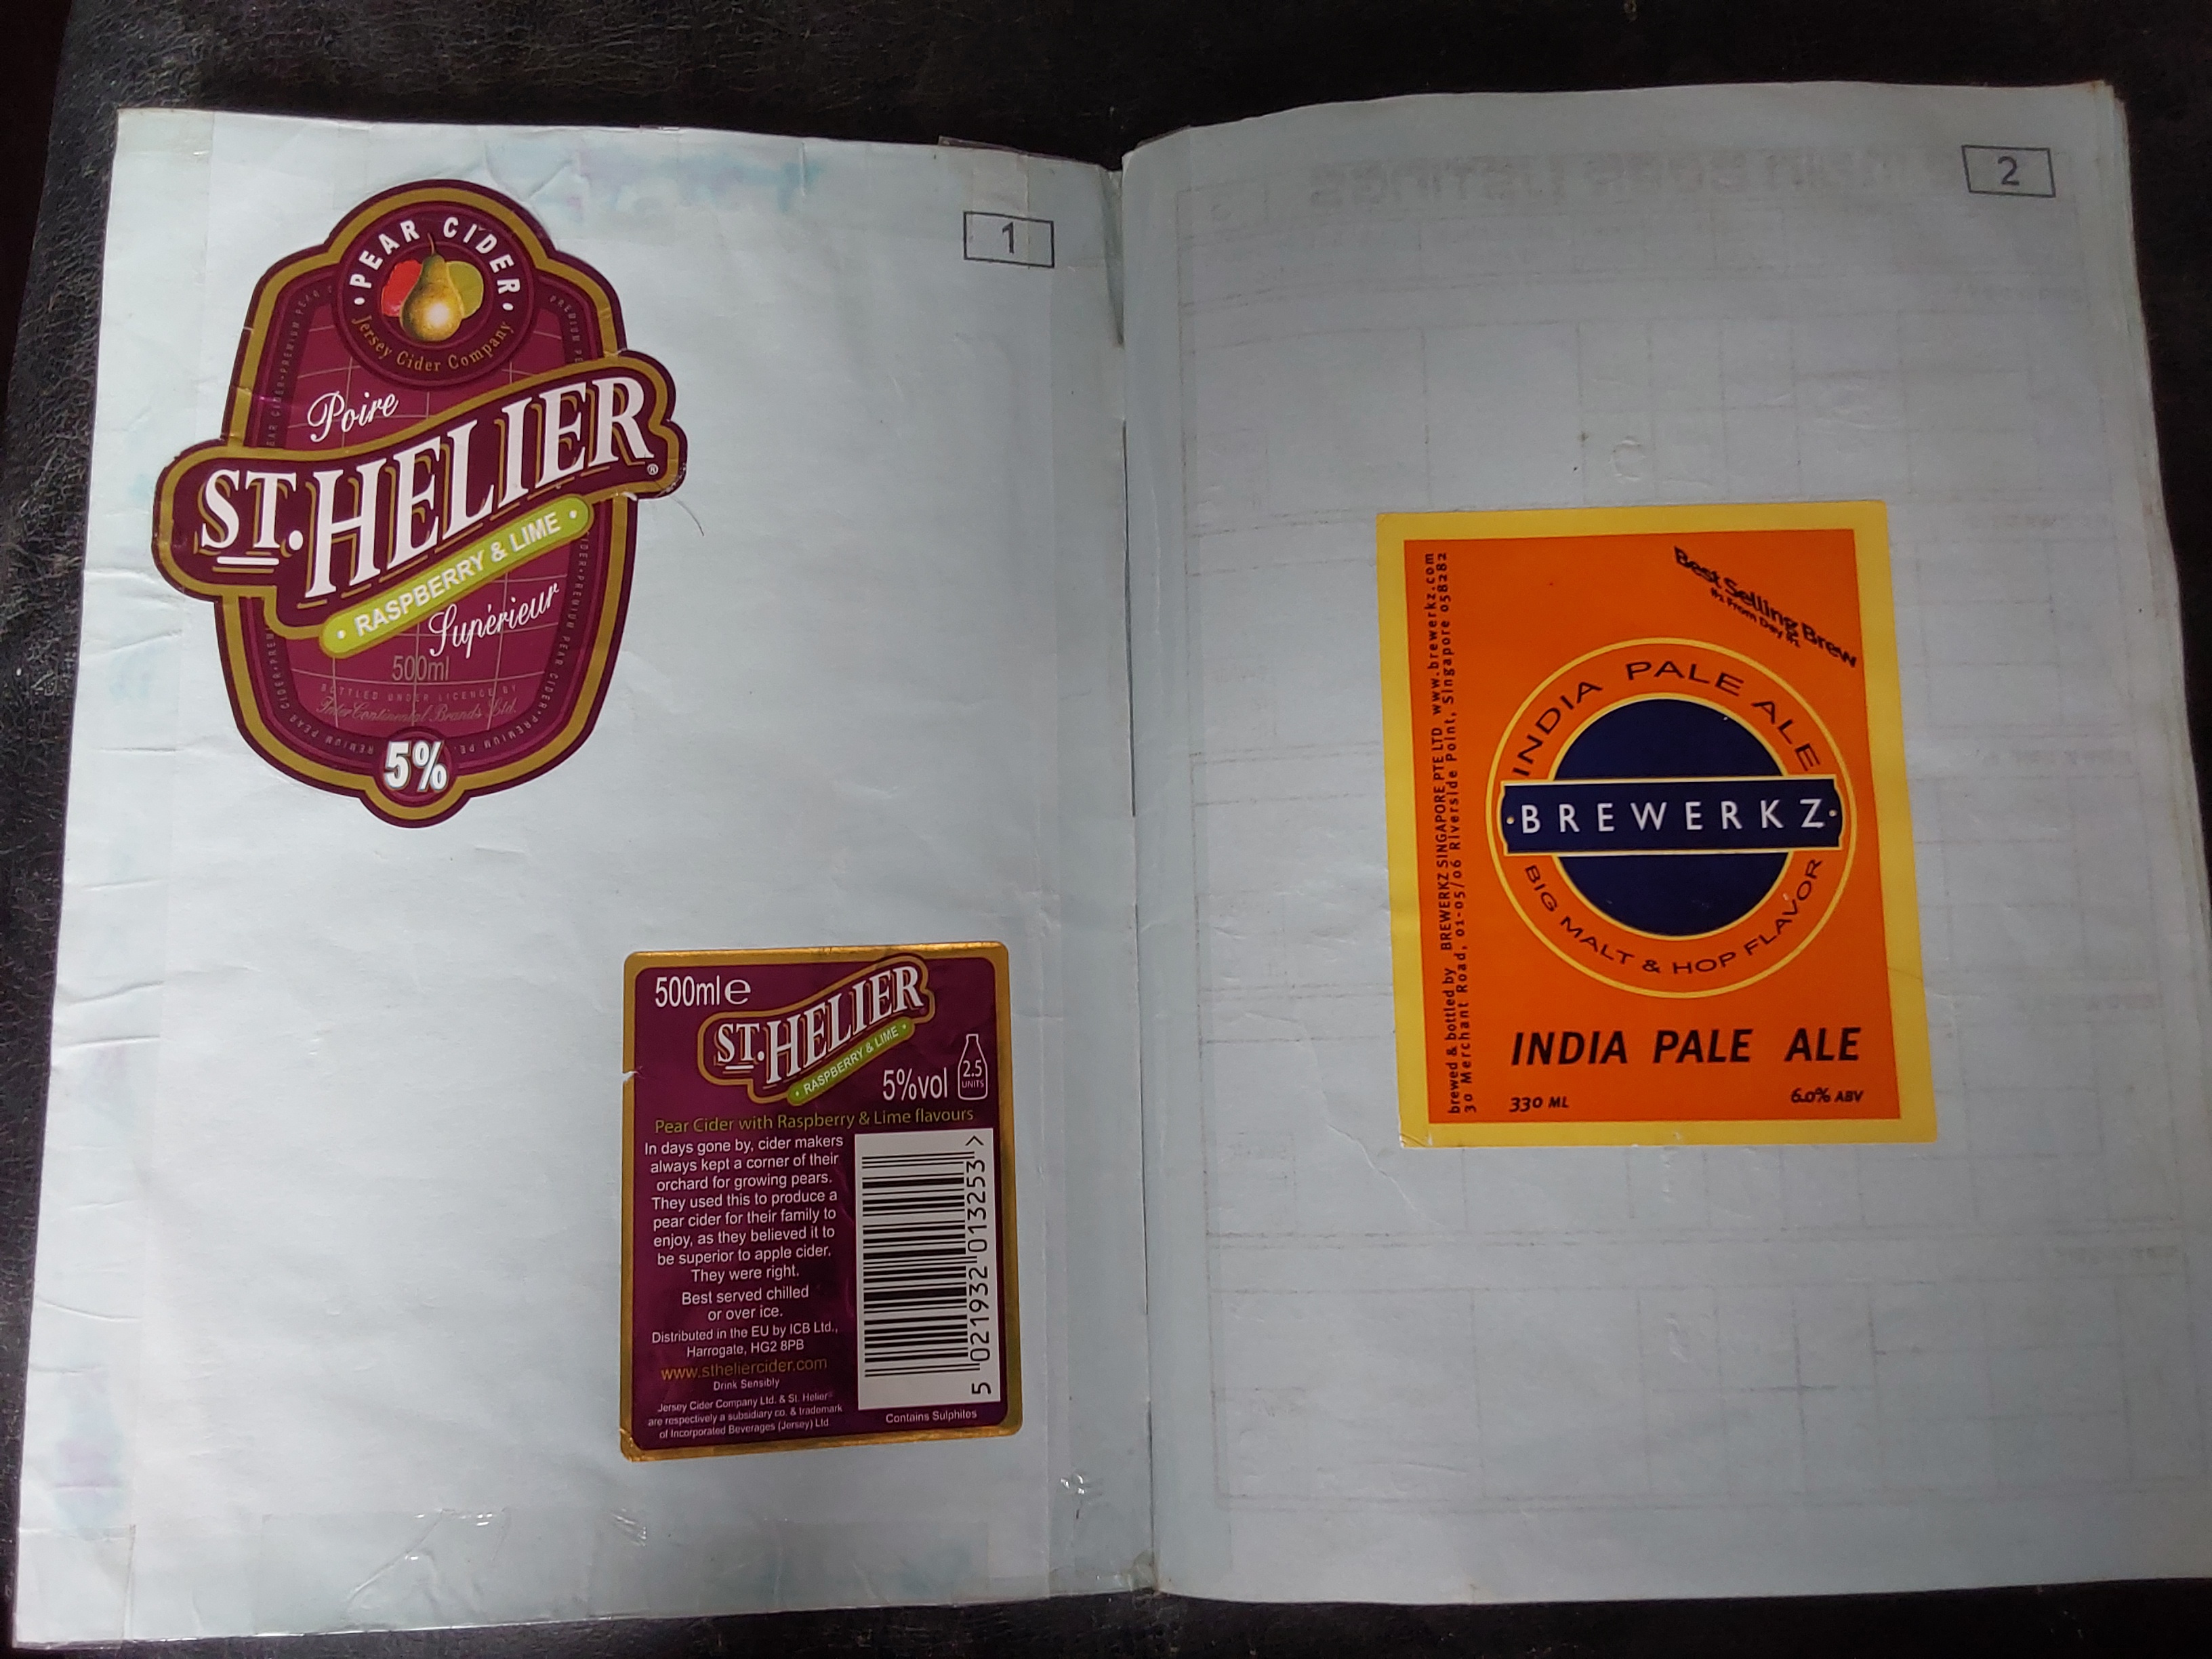 1
PEAR CIDER
Jersey Cider Company
Poire
ST. HELIER®
• RASPBERRY & LIME •
Supérieur
500ml
BOTTLED UNDER LICENCE BY
InterContinental Brands Ltd.
5%
500ml e
ST. HELIER
• RASPBERRY & LIME •
5%vol
2.5
UNITS
Pear Cider with Raspberry & Lime flavours
In days gone by, cider makers
always kept a corner of their
orchard for growing pears.
They used this to produce a
pear cider for their family to
enjoy, as they believed it to
be superior to apple cider.
They were right.
Best served chilled
or over ice.
Distributed in the EU by ICB Ltd.,
Harrogate, HG2 8PB
www.stheliercider.com
Drink Sensibly
Jersey Cider Company Ltd. & St. Helier
are respectively a subsidiary co. & trademark
of Incorporated Beverages (Jersey) Ltd
5 021932 013253 >
Contains Sulphites
2
Best Selling Brew
#1 From Day #1
INDIA PALE ALE
·BREWERKZ·
BIG MALT & HOP FLAVOR
INDIA PALE ALE
330 ML
6.0% ABV
brewed & bottled by BREWERKZ SINGAPORE PTE LTD www.brewerkz.com
30 Merchant Road, 01-05/06 Riverside Point, Singapore 058282